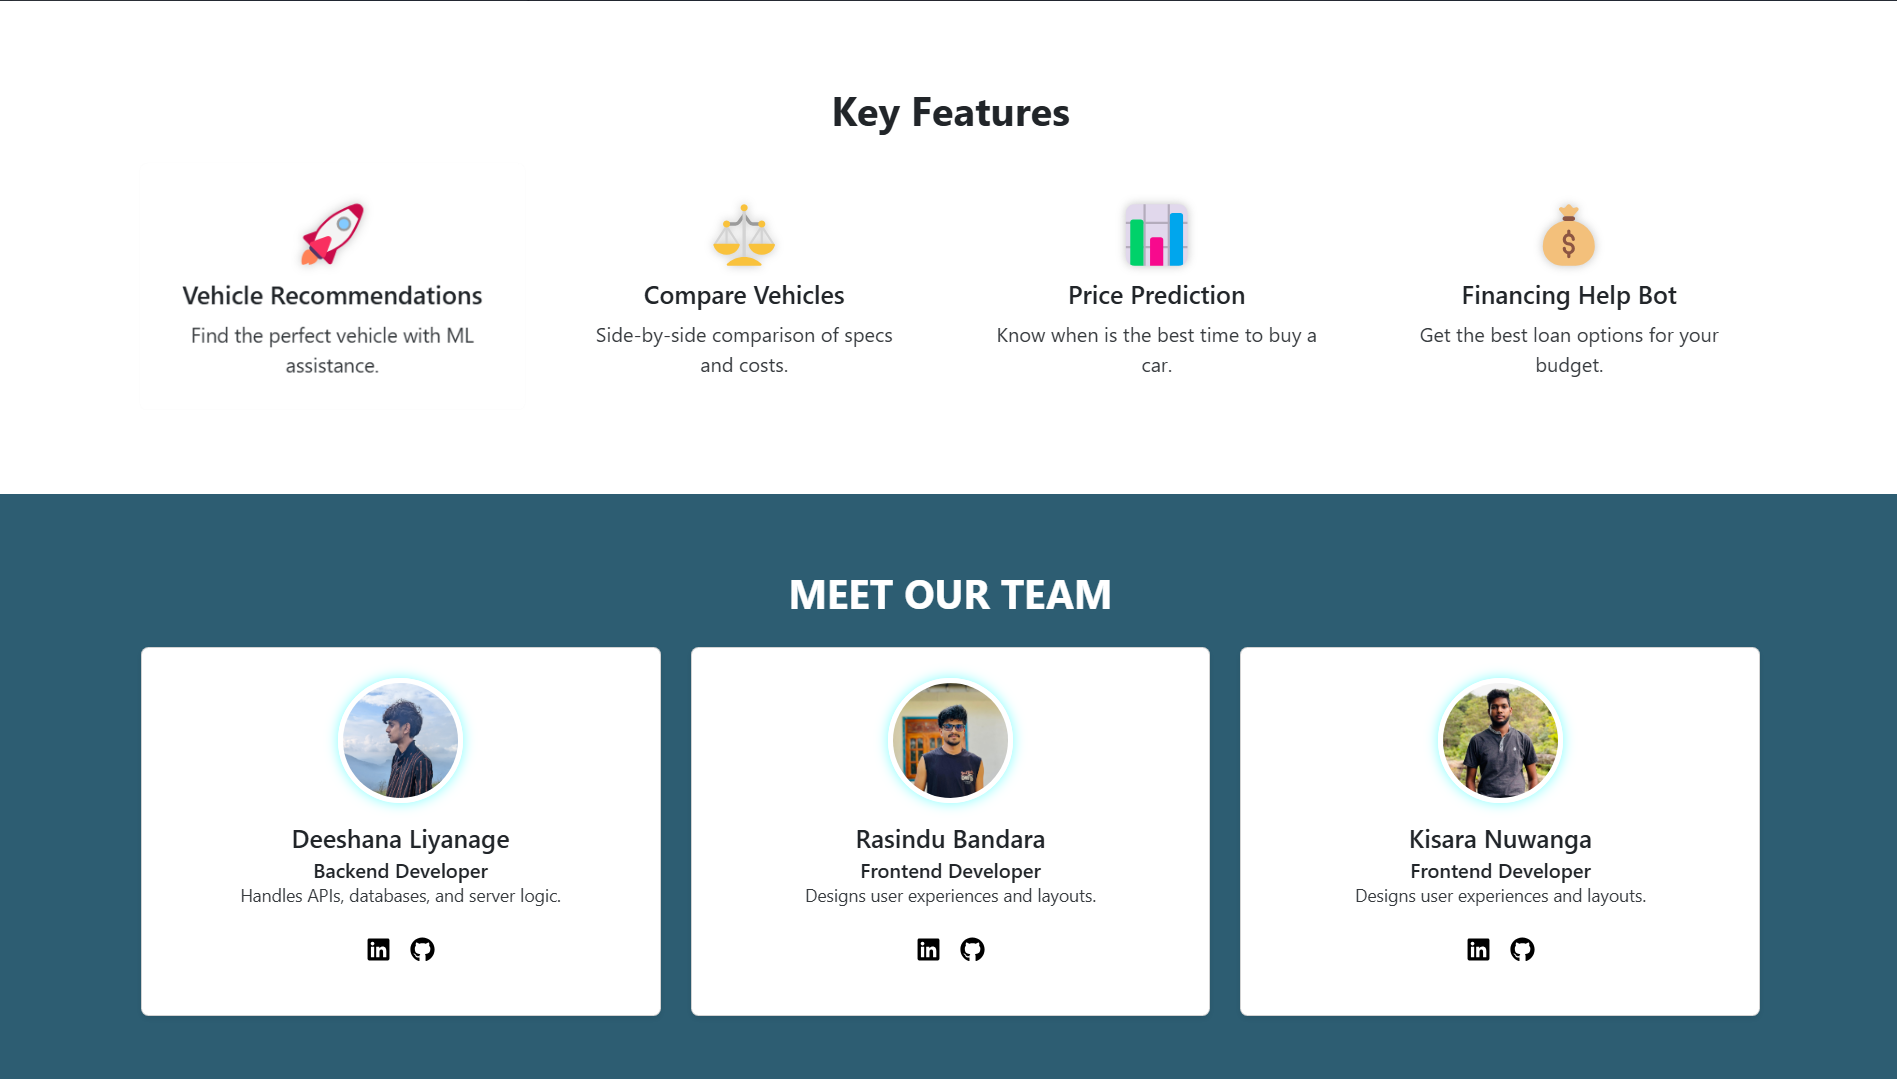 Key Features
Vehicle Recommendations
Find the perfect vehicle with ML
assistance.
Compare Vehicles
Side-by-side comparison of specs
and costs.
Price Prediction
Know when is the best time to buy a
car.
Financing Help Bot
Get the best loan options for your
budget.
MEET OUR TEAM
Deeshana Liyanage
Backend Developer
Handles APIs, databases, and server logic.
Rasindu Bandara
Frontend Developer
Designs user experiences and layouts.
Kisara Nuwanga
Frontend Developer
Designs user experiences and layouts.